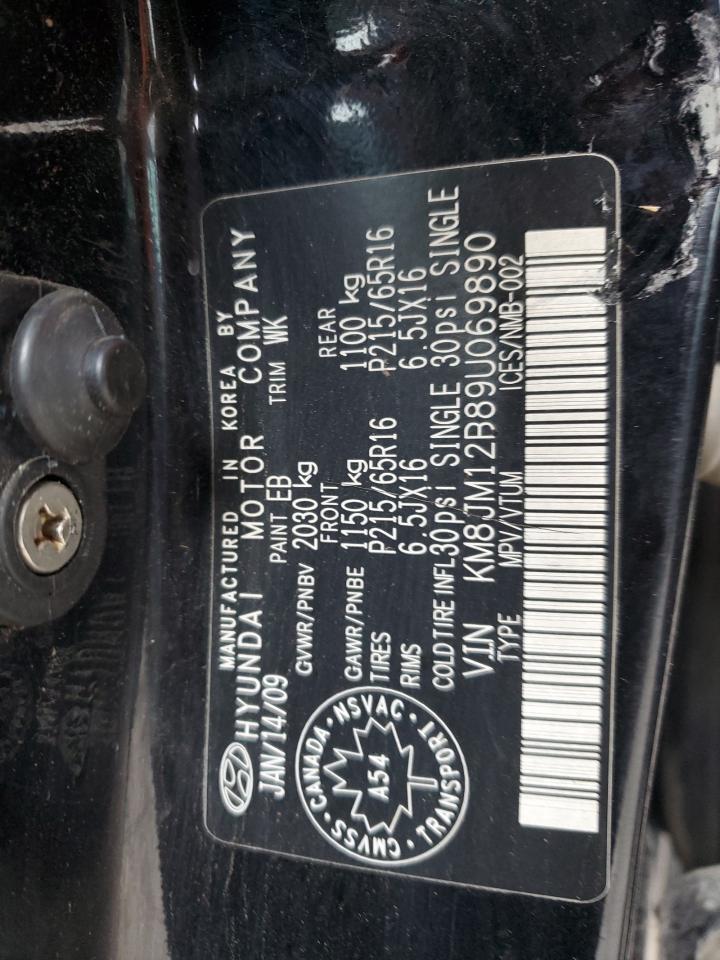 MANUFACTURED IN KOREA BY
HYUNDAI MOTOR COMPANY
JAN/14/09 PAINT EB TRIM WK
GVWR/PNBV 2030 kg
FRONT REAR
GAWR/PNBE 1150 kg 1100 kg
TIRES P215/65R16 P215/65R16
RIMS 6.5JX16 6.5JX16
COLD TIRE INFL 30psi SINGLE 30psi SINGLE
VIN KM8JM12B89U069890
TYPE MPV/VTUM ICES/NMB-002
CMVSS · CANADA · NSVAC · TRANSPORT ·
A54